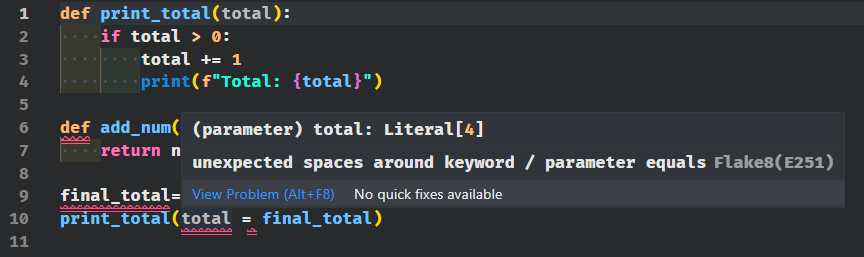 1 def print_total(total):
2 if total > 0:
3 total += 1
4 print(f"Total: {total}")
5
6 def add_num(
7 return n
8
9 final_total=
10 print_total(total = final_total)
11
(parameter) total: Literal[4]
unexpected spaces around keyword / parameter equals Flake8(E251)
View Problem (Alt+F8) No quick fixes available